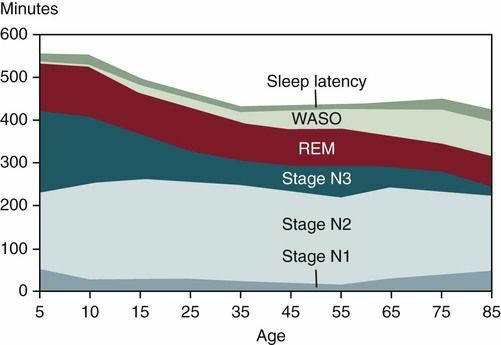 Minutes
600
500
400
300
200
100
0
Sleep latency
WASO
REM
Stage N3
Stage N2
Stage N1
5 10 15 25 35 45 55 65 75 85
Age